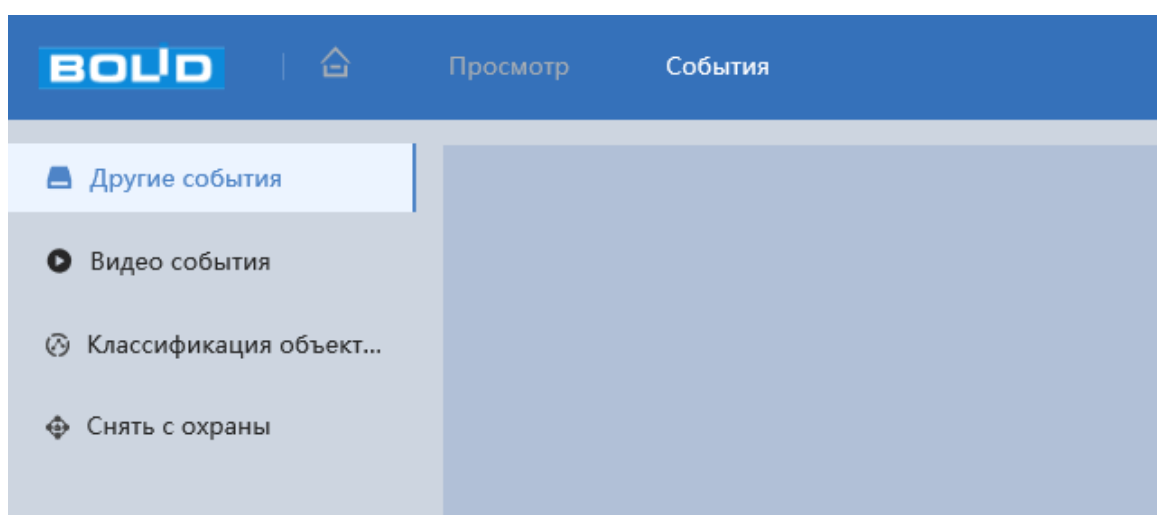 BOLID
Просмотр
События
Другие события
Видео события
Классификация объект...
Снять с охраны